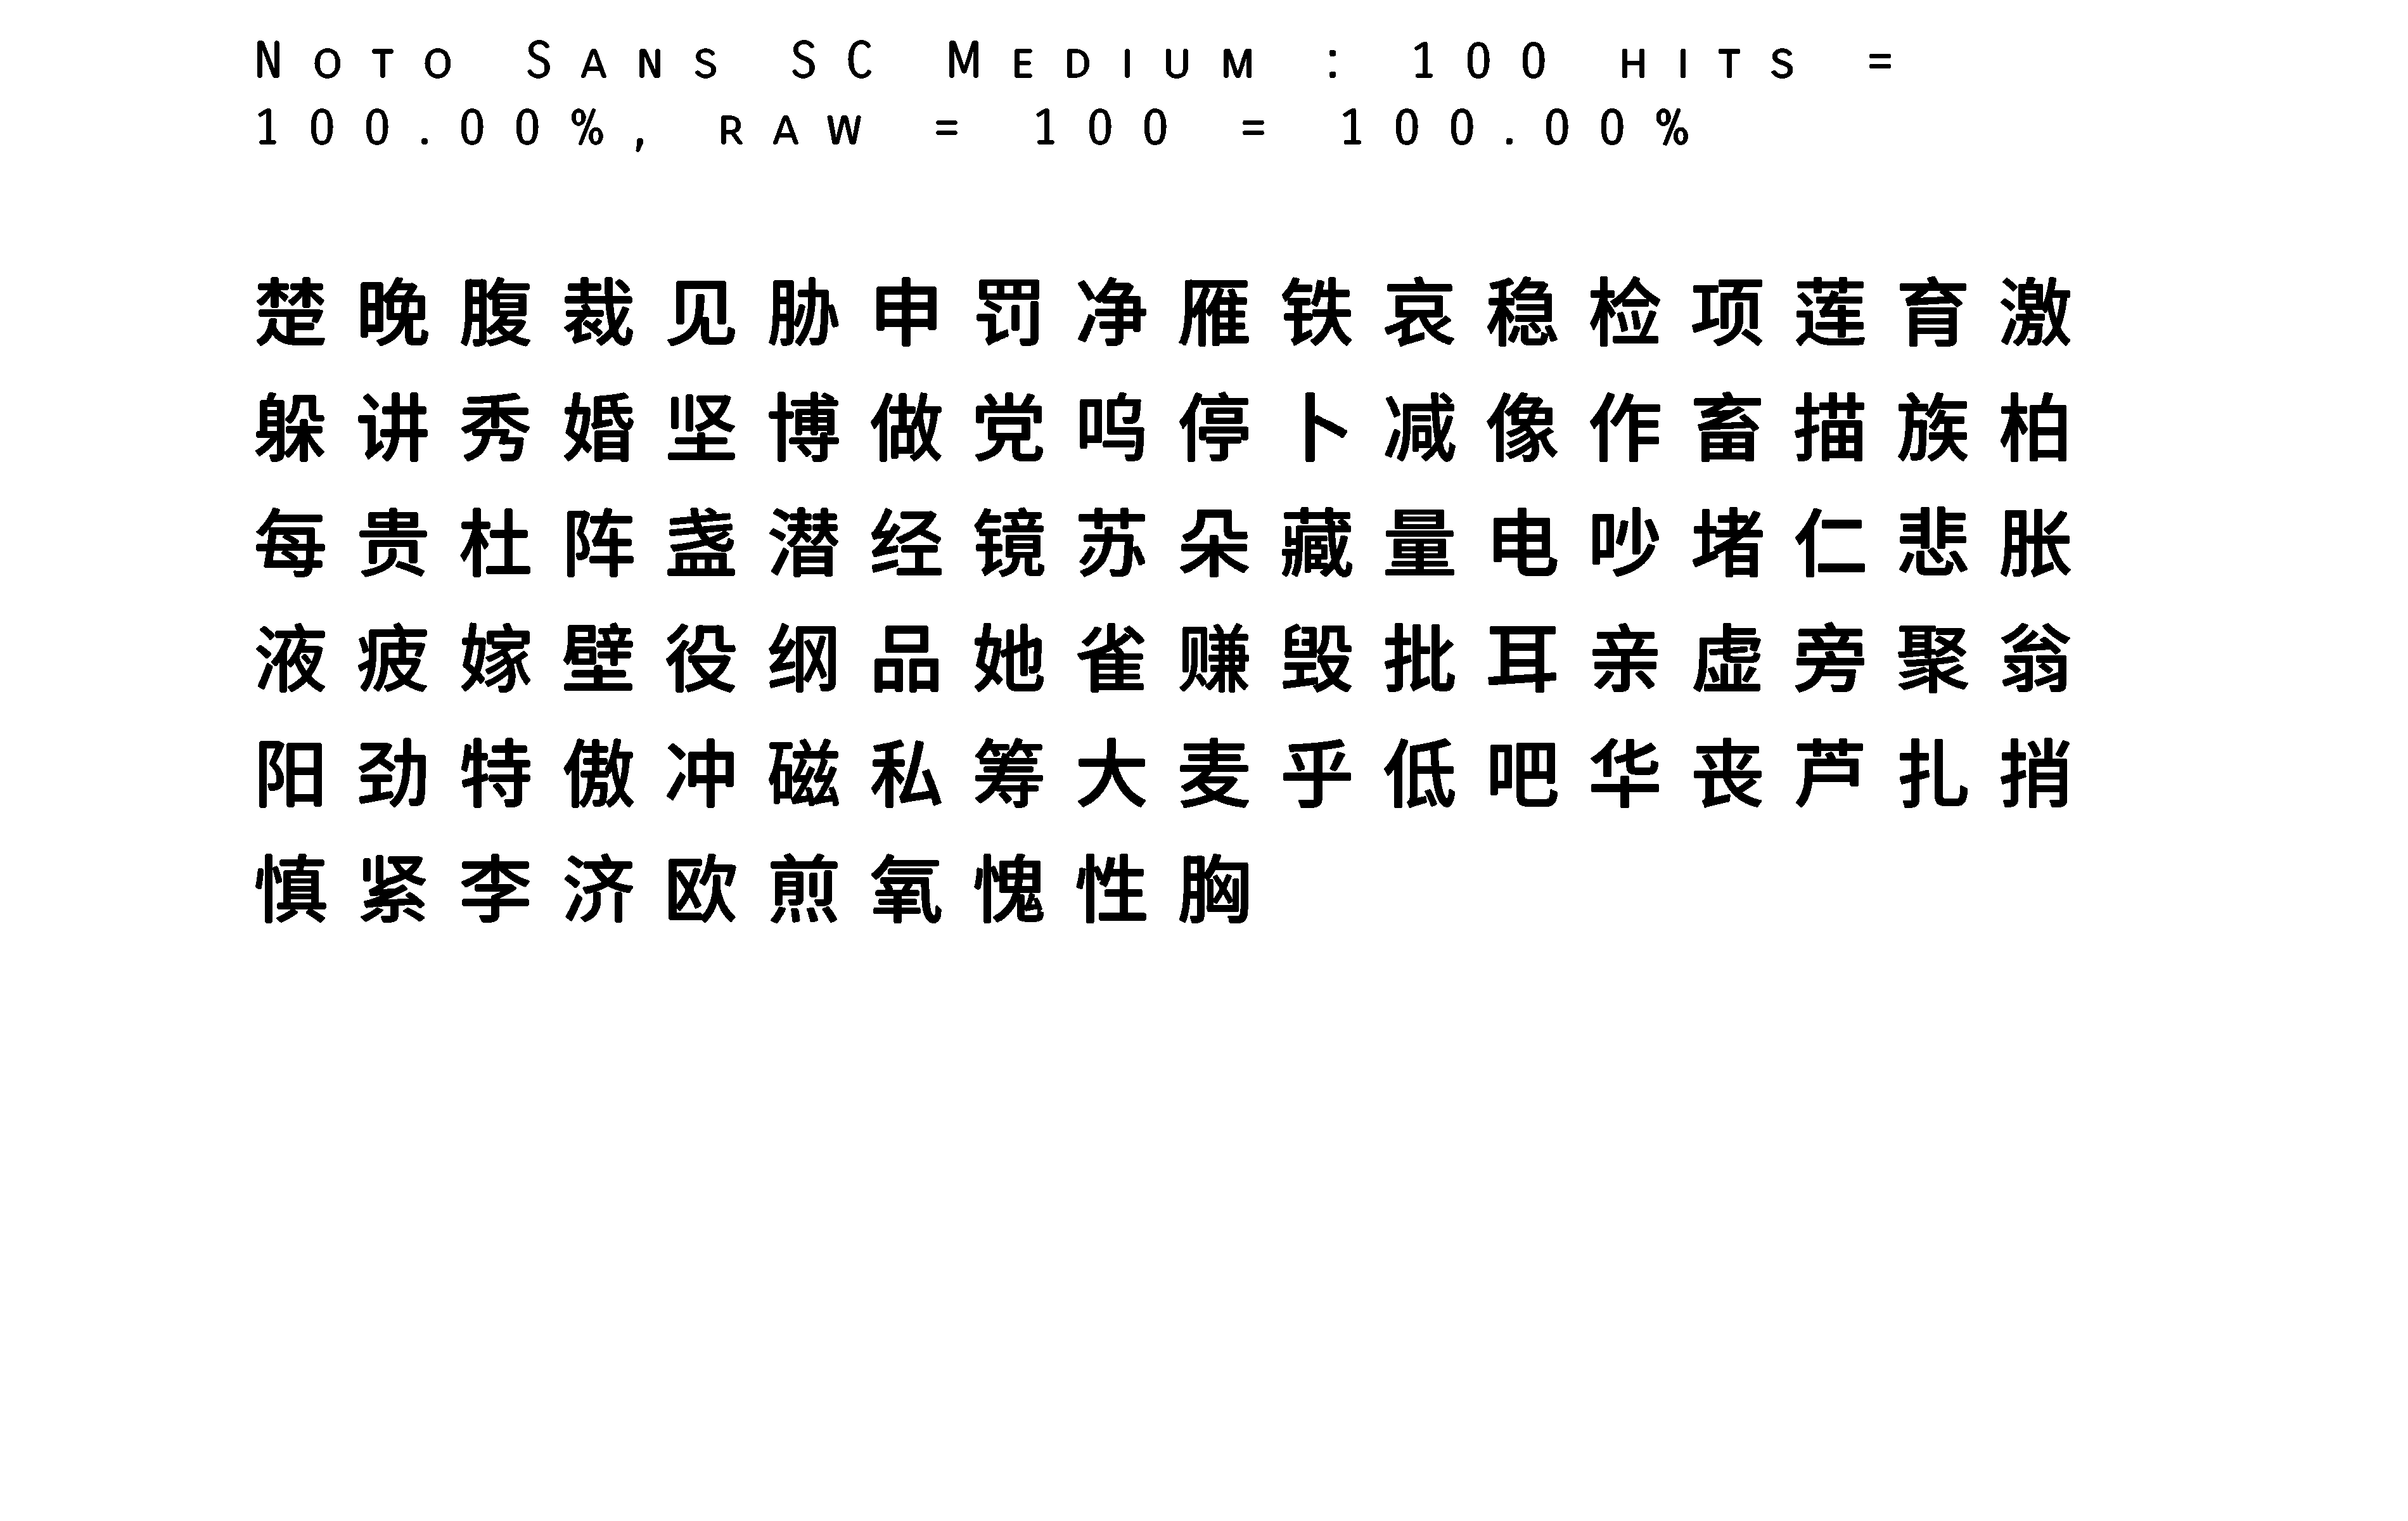 Noto Sans SC Medium : 100 hits =
100.00%, raw = 100 = 100.00%
楚晚腹裁见胁申罚净雁铁哀稳检项莲育激
躲讲秀婚坚博做党呜停卜减像作畜描族柏
每贵杜阵盏潜经镜苏朵藏量电吵堵仁悲胀
液疲嫁壁役纲品她雀赚毁批耳亲虚旁聚翁
阳劲特傲冲磁私筹大麦乎低吧华丧芦扎捎
慎紧李济欧煎氧愧性胸